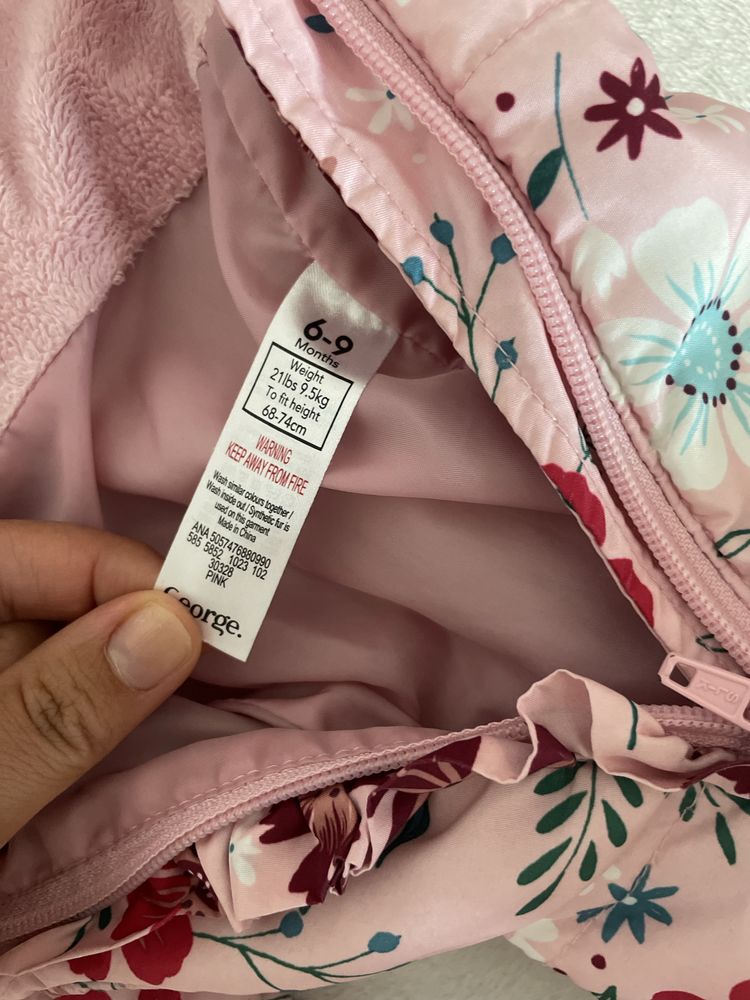 6-9
Months
Weight
21lbs 9.5kg
To fit height
68-74cm
WARNING
KEEP AWAY FROM FIRE
Wash similar colours together /
Wash inside out / Synthetic fur is
used on this garment
Made in China
ANA 5057476880990
585 5852 1023 102
30328
PINK
George.